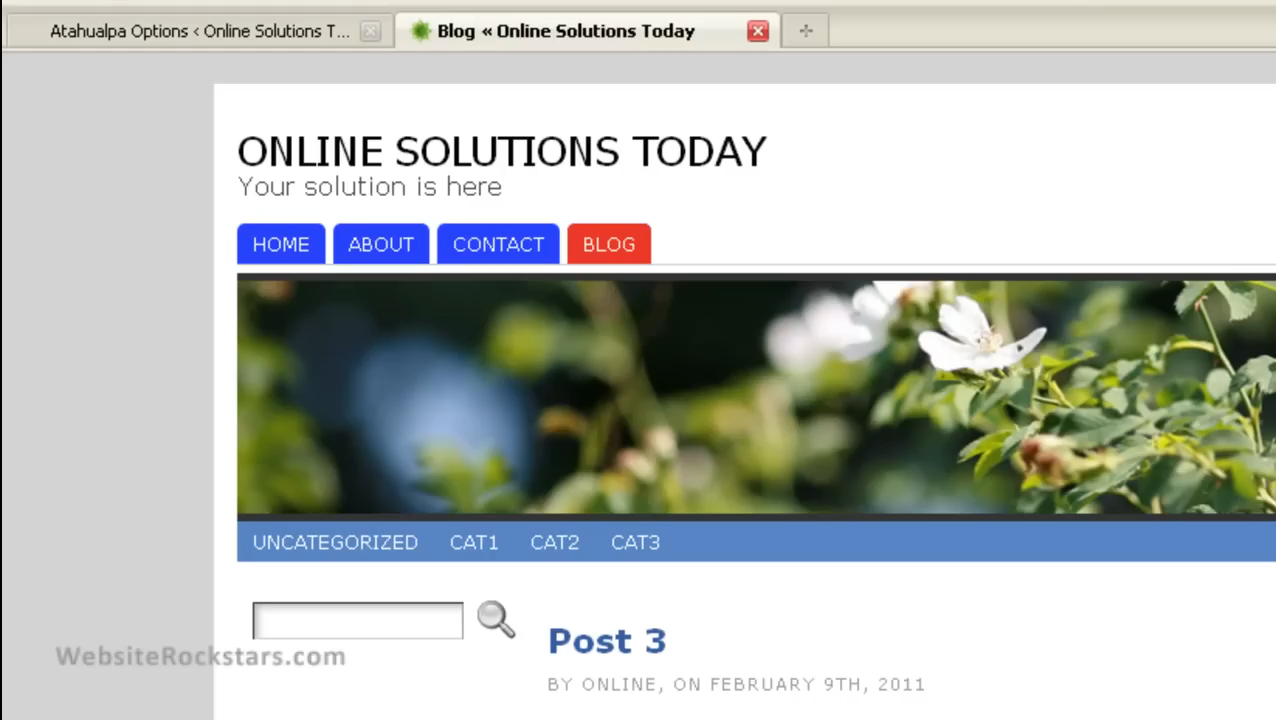 Atahualpa Options < Online Solutions T...
Blog « Online Solutions Today
ONLINE SOLUTIONS TODAY
Your solution is here
HOME ABOUT CONTACT BLOG
UNCATEGORIZED CAT1 CAT2 CAT3
Post 3
WebsiteRockstars.com
BY ONLINE, ON FEBRUARY 9TH, 2011